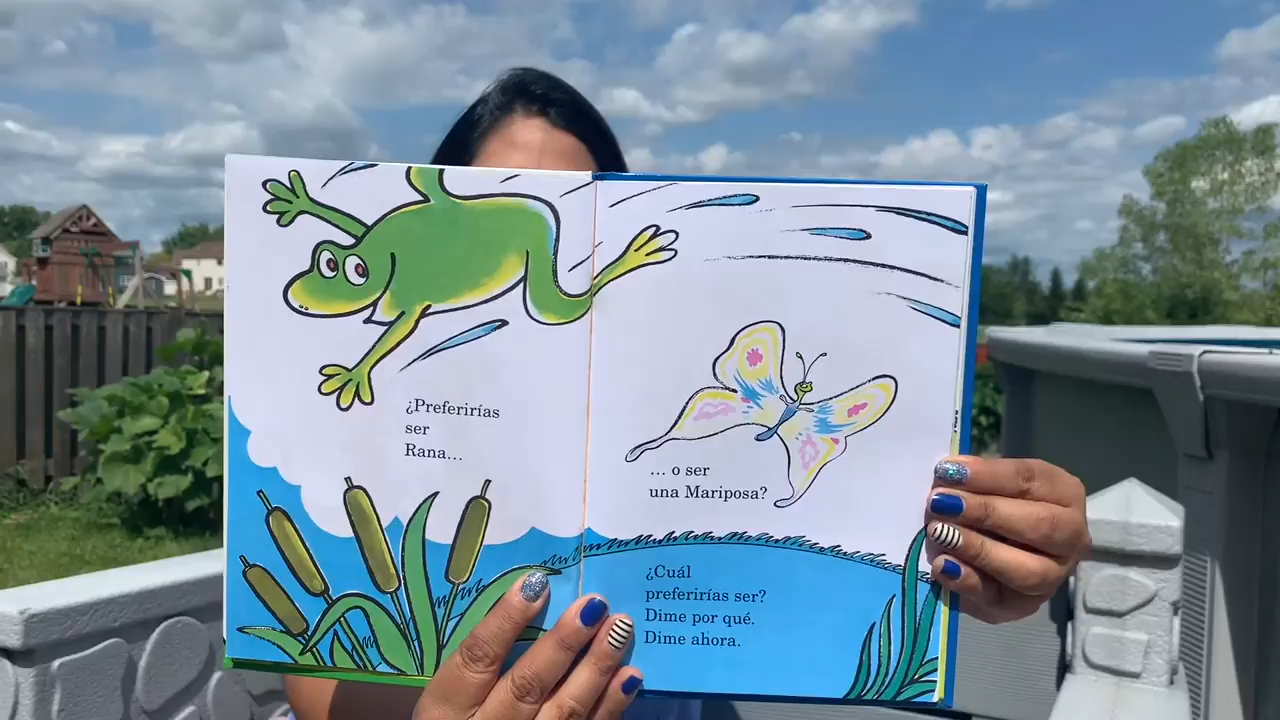 ¿Preferirías
ser
Rana...
... o ser
una Mariposa?
¿Cuál
preferirías ser?
Dime por qué.
Dime ahora.